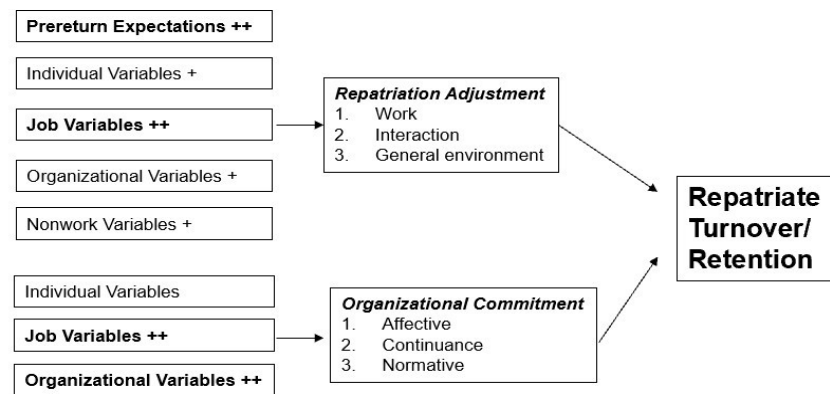 Prereturn Expectations ++
Individual Variables +
Job Variables ++
Organizational Variables +
Nonwork Variables +
Repatriation Adjustment
1. Work
2. Interaction
3. General environment
Individual Variables
Job Variables ++
Organizational Variables ++
Organizational Commitment
1. Affective
2. Continuance
3. Normative
Repatriate
Turnover/
Retention